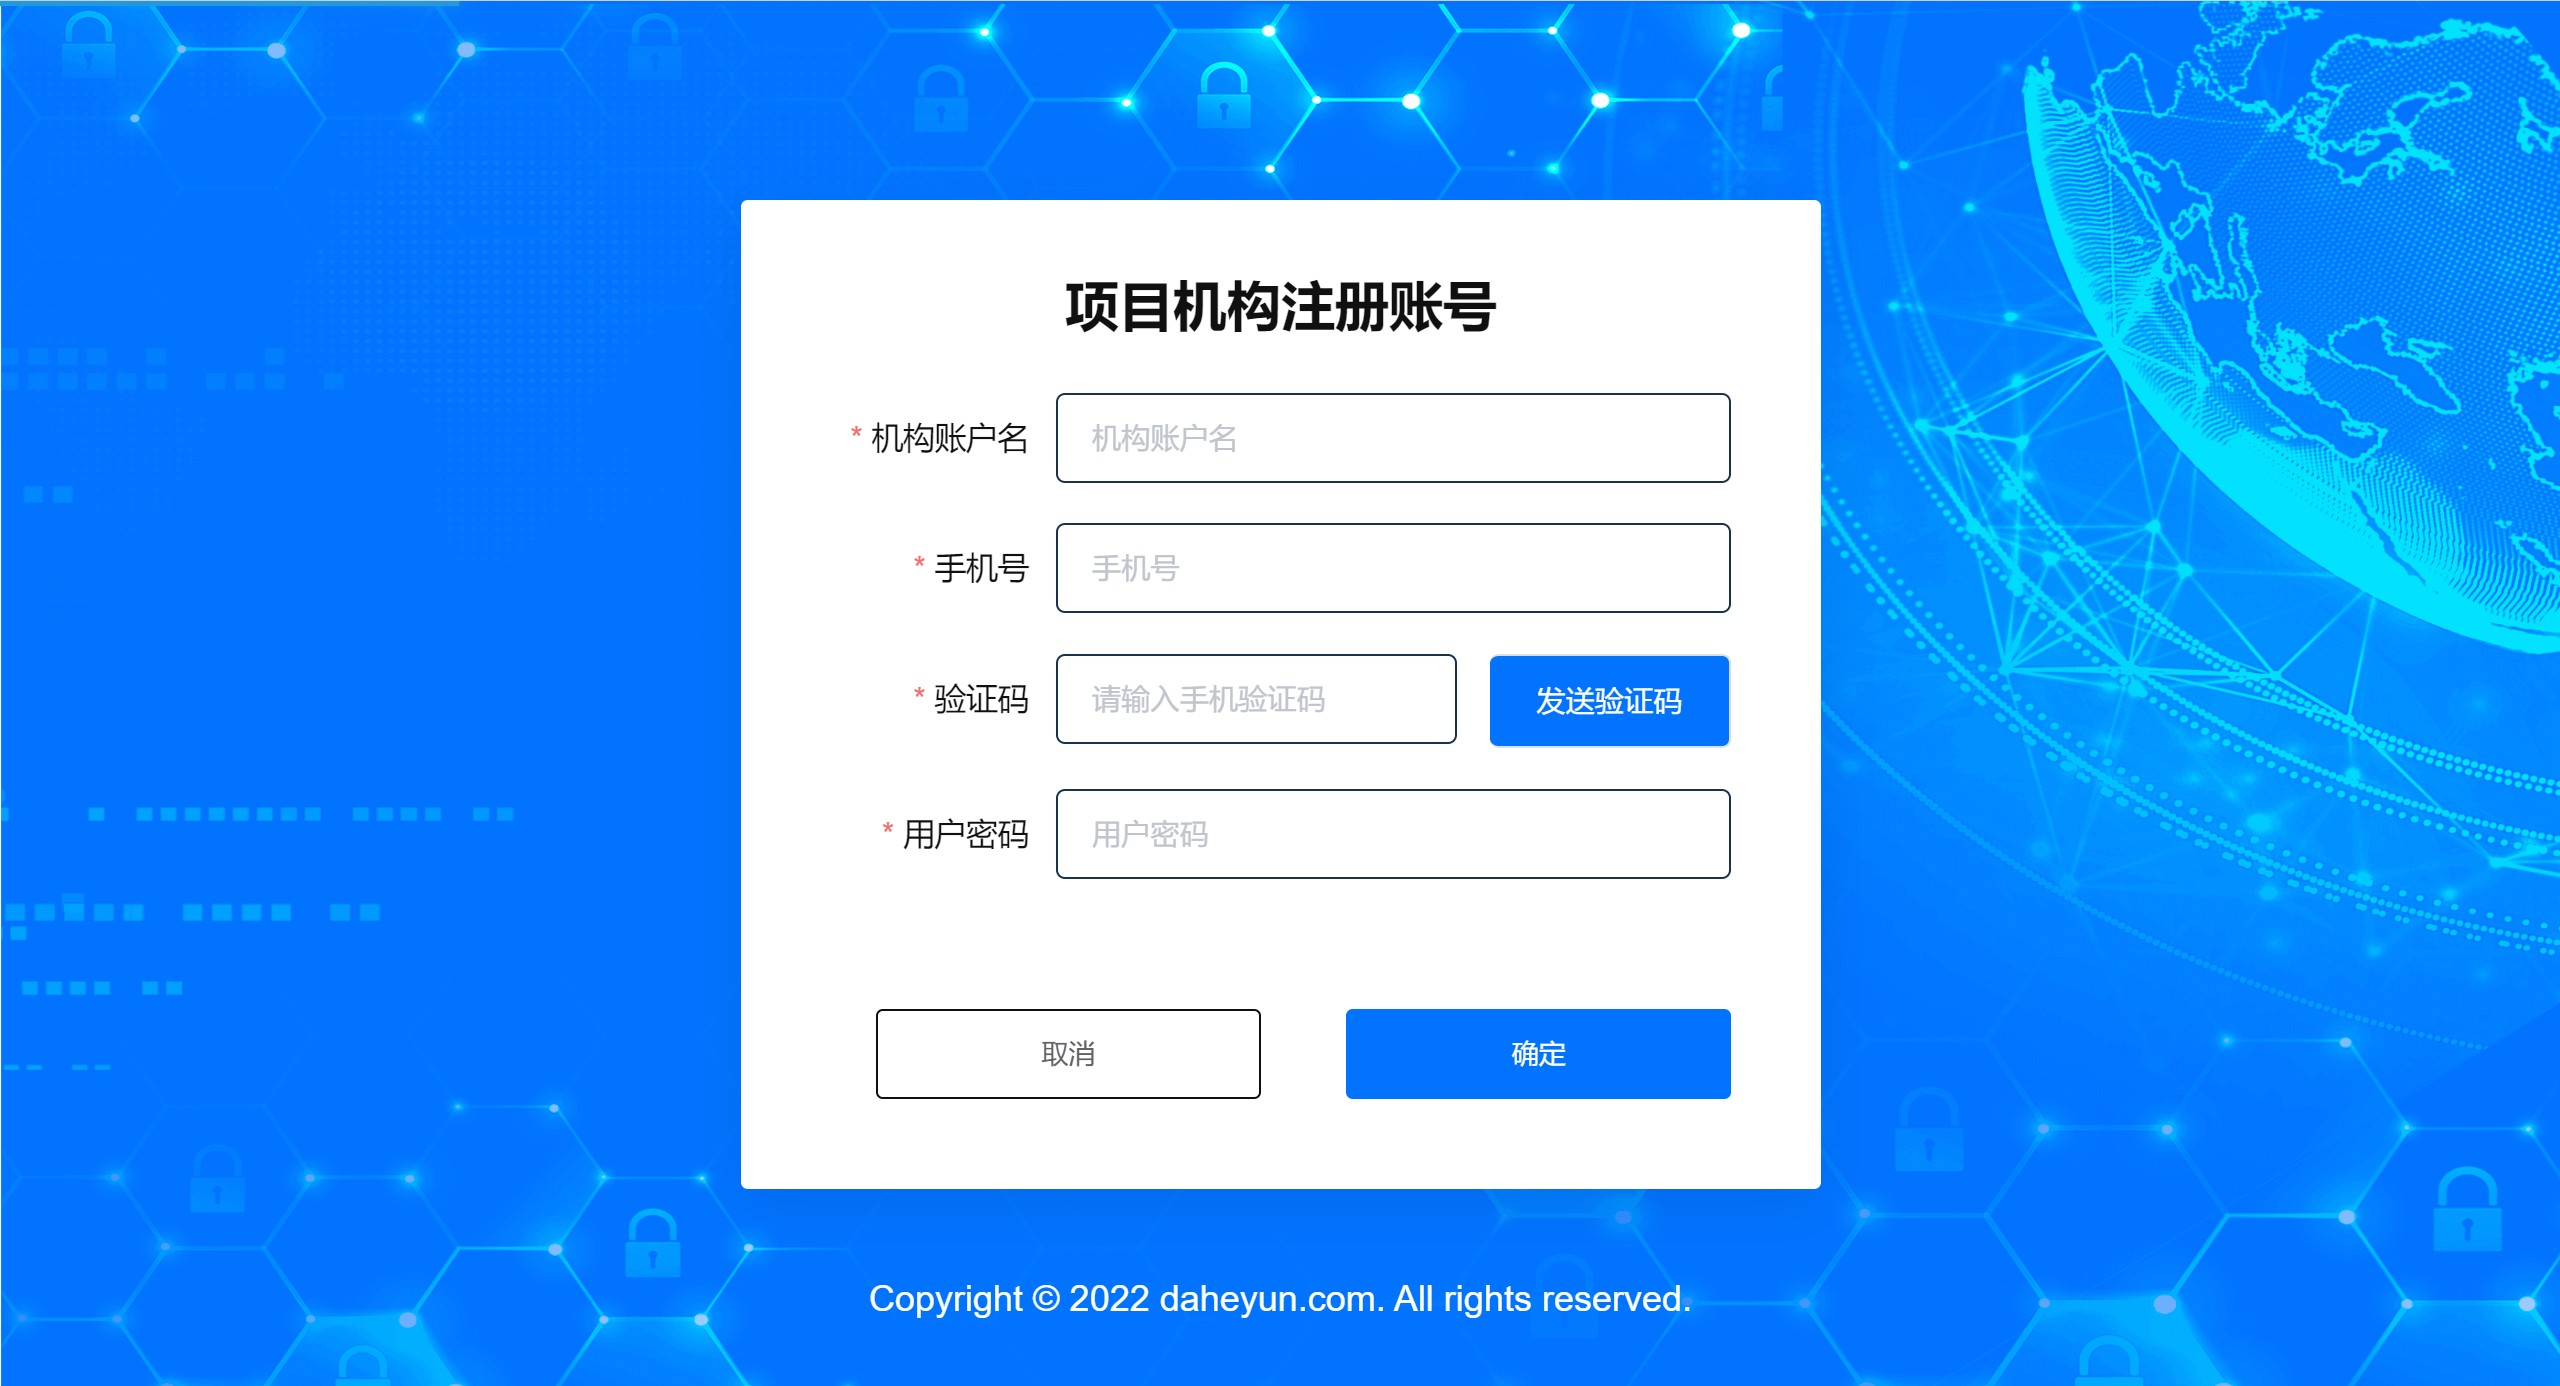 项目机构注册账号
* 机构账户名 机构账户名
* 手机号 手机号
* 验证码 请输入手机验证码 发送验证码
* 用户密码 用户密码
取消 确定
Copyright © 2022 daheyun.com. All rights reserved.